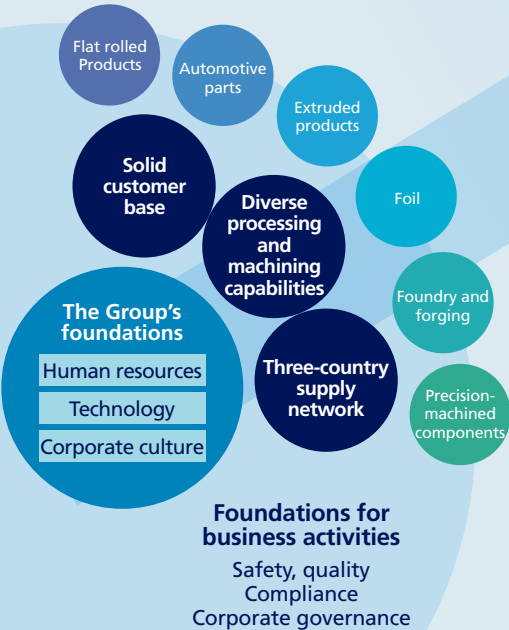 Flat rolled
Products
Automotive
parts
Extruded
products
Foil
Foundry and
forging
Precision-
machined
components
Solid
customer
base
Diverse
processing
and
machining
capabilities
Three-country
supply
network
The Group's
foundations
Human resources
Technology
Corporate culture
Foundations for
business activities
Safety, quality
Compliance
Corporate governance